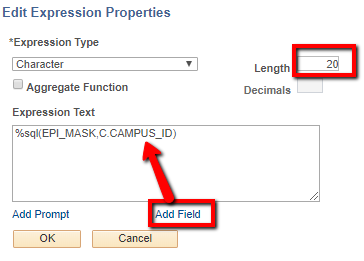 Edit Expression Properties
*Expression Type
Character
Length 20
Aggregate Function
Decimals
Expression Text
%sql(EPI_MASK,C.CAMPUS_ID)
Add Prompt Add Field
OK Cancel